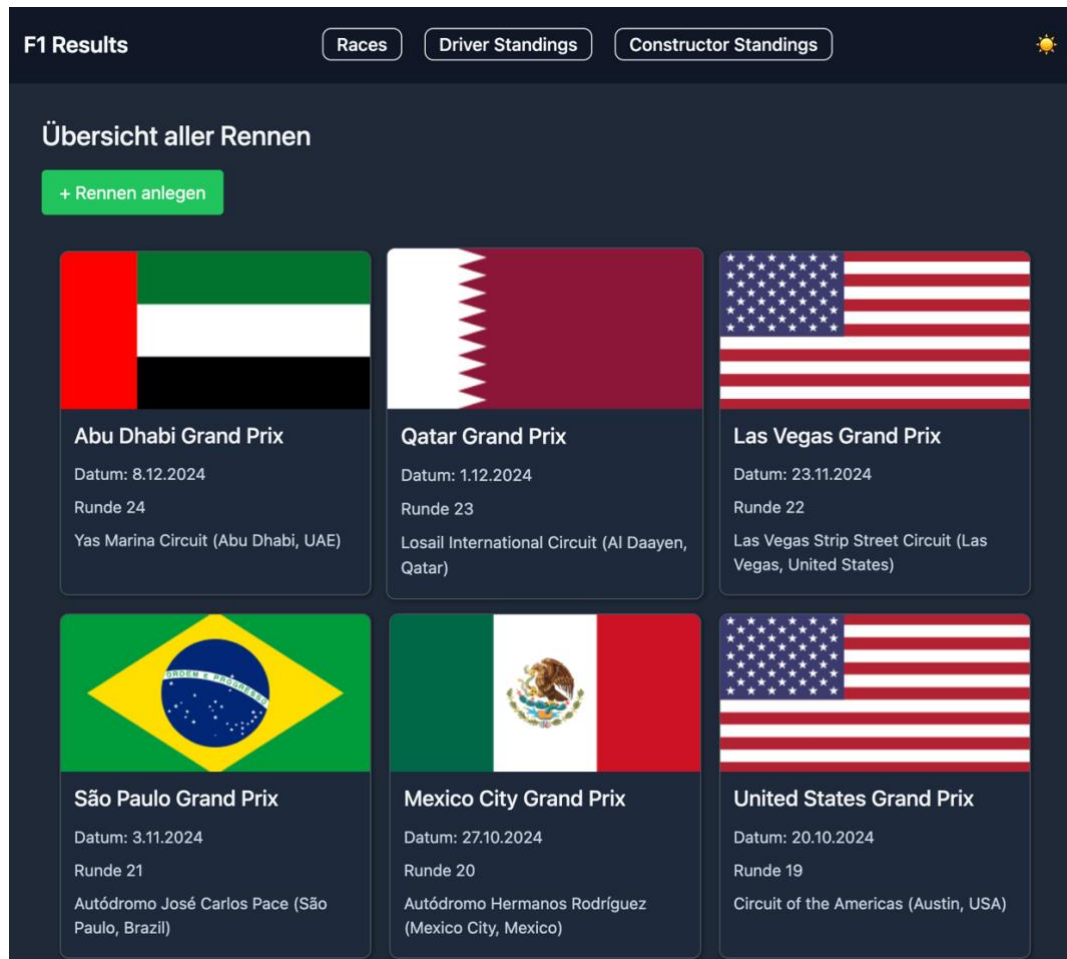 F1 Results
Races
Driver Standings
Constructor Standings
Übersicht aller Rennen
+ Rennen anlegen
Abu Dhabi Grand Prix
Datum: 8.12.2024
Runde 24
Yas Marina Circuit (Abu Dhabi, UAE)
Qatar Grand Prix
Datum: 1.12.2024
Runde 23
Losail International Circuit (Al Daayen,
Qatar)
Las Vegas Grand Prix
Datum: 23.11.2024
Runde 22
Las Vegas Strip Street Circuit (Las
Vegas, United States)
ORDEM E PROGRESSO
São Paulo Grand Prix
Datum: 3.11.2024
Runde 21
Autódromo José Carlos Pace (São
Paulo, Brazil)
Mexico City Grand Prix
Datum: 27.10.2024
Runde 20
Autódromo Hermanos Rodríguez
(Mexico City, Mexico)
United States Grand Prix
Datum: 20.10.2024
Runde 19
Circuit of the Americas (Austin, USA)